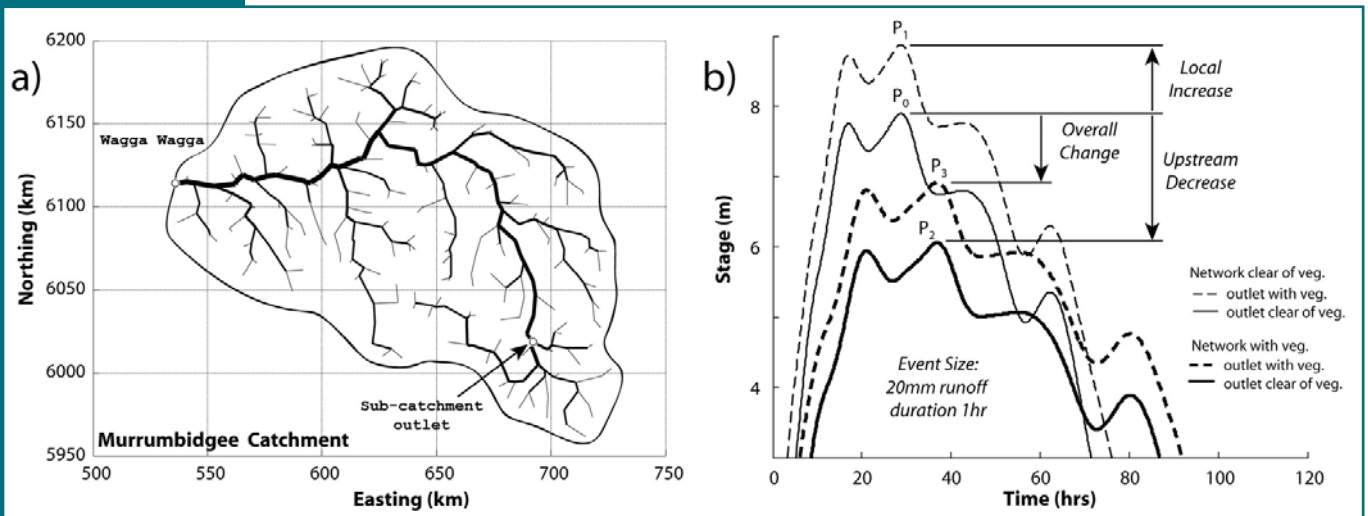 a)
Northing (km)
6200
6150
6100
6050
6000
5950
Wagga Wagga
Sub-catchment
outlet
Murrumbidgee Catchment
500
550
600
650
700
750
Easting (km)
b)
Stage (m)
8
6
4
P1
P0
P3
P2
Local
Increase
Overall
Change
Upstream
Decrease
Event Size:
20mm runoff
duration 1hr
Network clear of veg.
outlet with veg.
outlet clear of veg.
Network with veg.
outlet with veg.
outlet clear of veg.
0
20
40
60
80
100
120
Time (hrs)